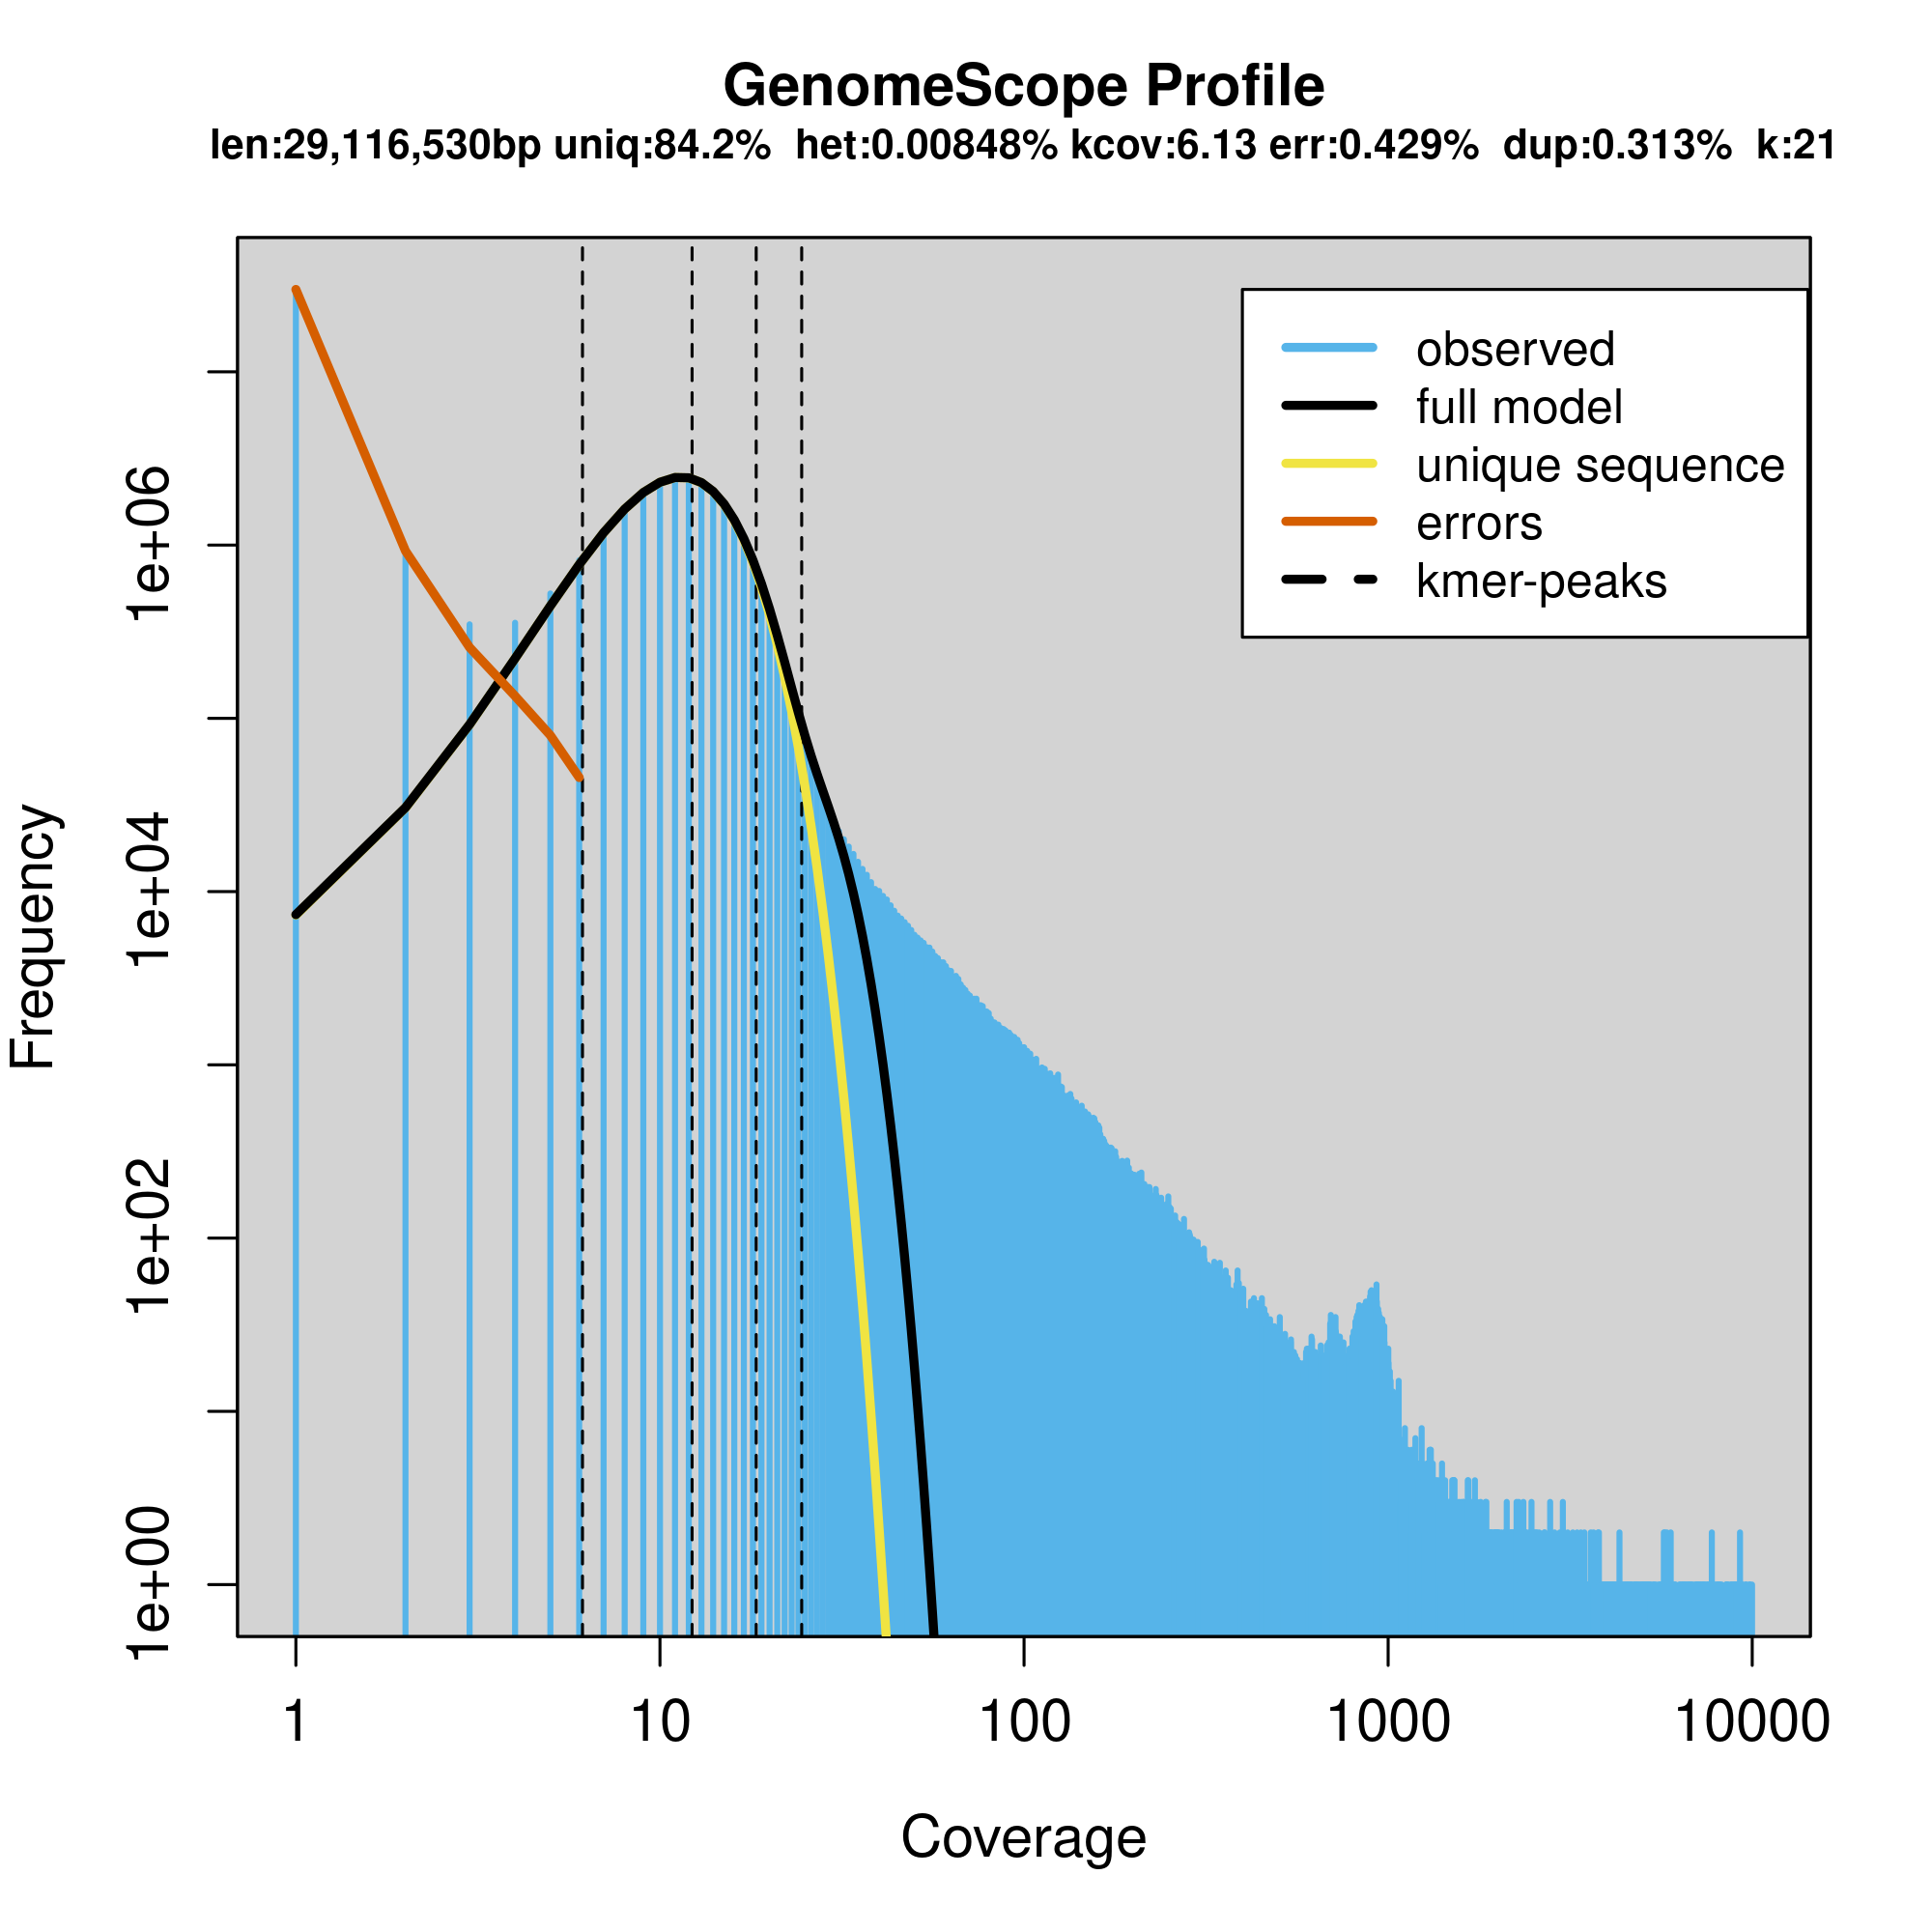 GenomeScope Profile
len:29,116,530bp uniq:84.2% het:0.00848% kcov:6.13 err:0.429% dup:0.313% k:21
observed
full model
unique sequence
errors
kmer-peaks
Frequency
1e+06
1e+04
1e+02
1e+00
1 10 100 1000 10000
Coverage